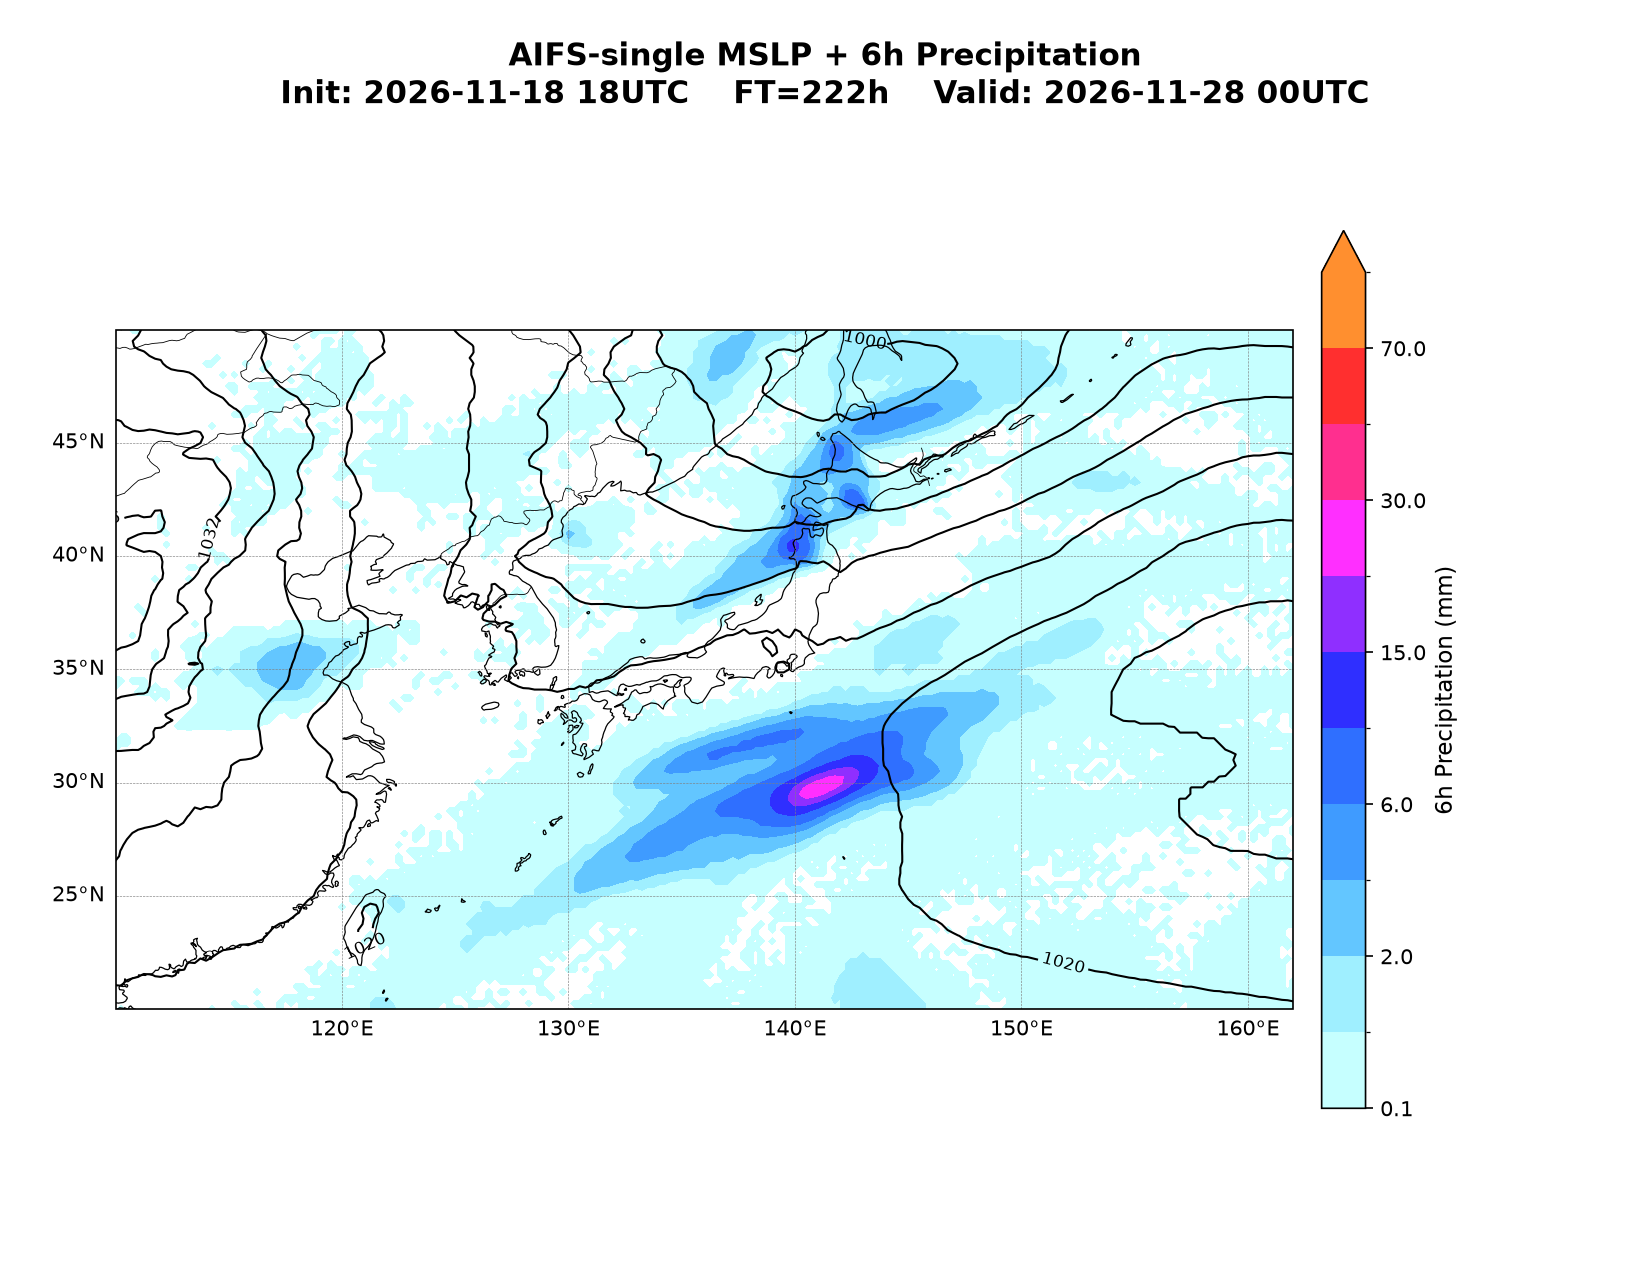 AIFS-single MSLP + 6h Precipitation
Init: 2026-11-18 18UTC    FT=222h    Valid: 2026-11-28 00UTC
1000
1032
020
1020
45°N
40°N
35°N
30°N
25°N
120°E
130°E
140°E
150°E
160°E
70.0
30.0
15.0
6.0
2.0
0.1
6h Precipitation (mm)